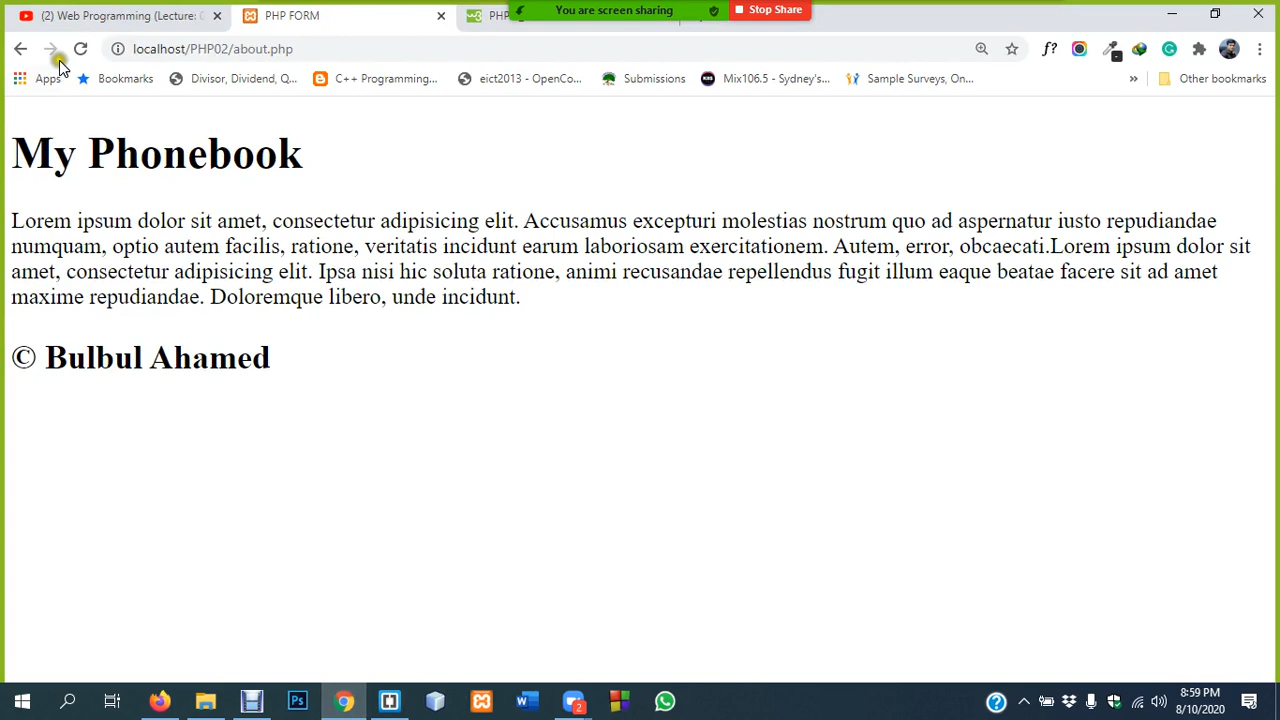 (2) Web Programming (Lecture:
PHP FORM
PHP
You are screen sharing
Stop Share
localhost/PHP02/about.php
f?
Apps
Bookmarks
Divisor, Dividend, Q...
C++ Programming...
eict2013 - OpenCo...
Submissions
Mix106.5 - Sydney's...
Sample Surveys, On...
»
Other bookmarks
My Phonebook
Lorem ipsum dolor sit amet, consectetur adipisicing elit. Accusamus excepturi molestias nostrum quo ad aspernatur iusto repudiandae
numquam, optio autem facilis, ratione, veritatis incidunt earum laboriosam exercitationem. Autem, error, obcaecati.Lorem ipsum dolor sit
amet, consectetur adipisicing elit. Ipsa nisi hic soluta ratione, animi recusandae repellendus fugit illum eaque beatae facere sit ad amet
maxime repudiandae. Doloremque libero, unde incidunt.
© Bulbul Ahamed
8:59 PM
8/10/2020